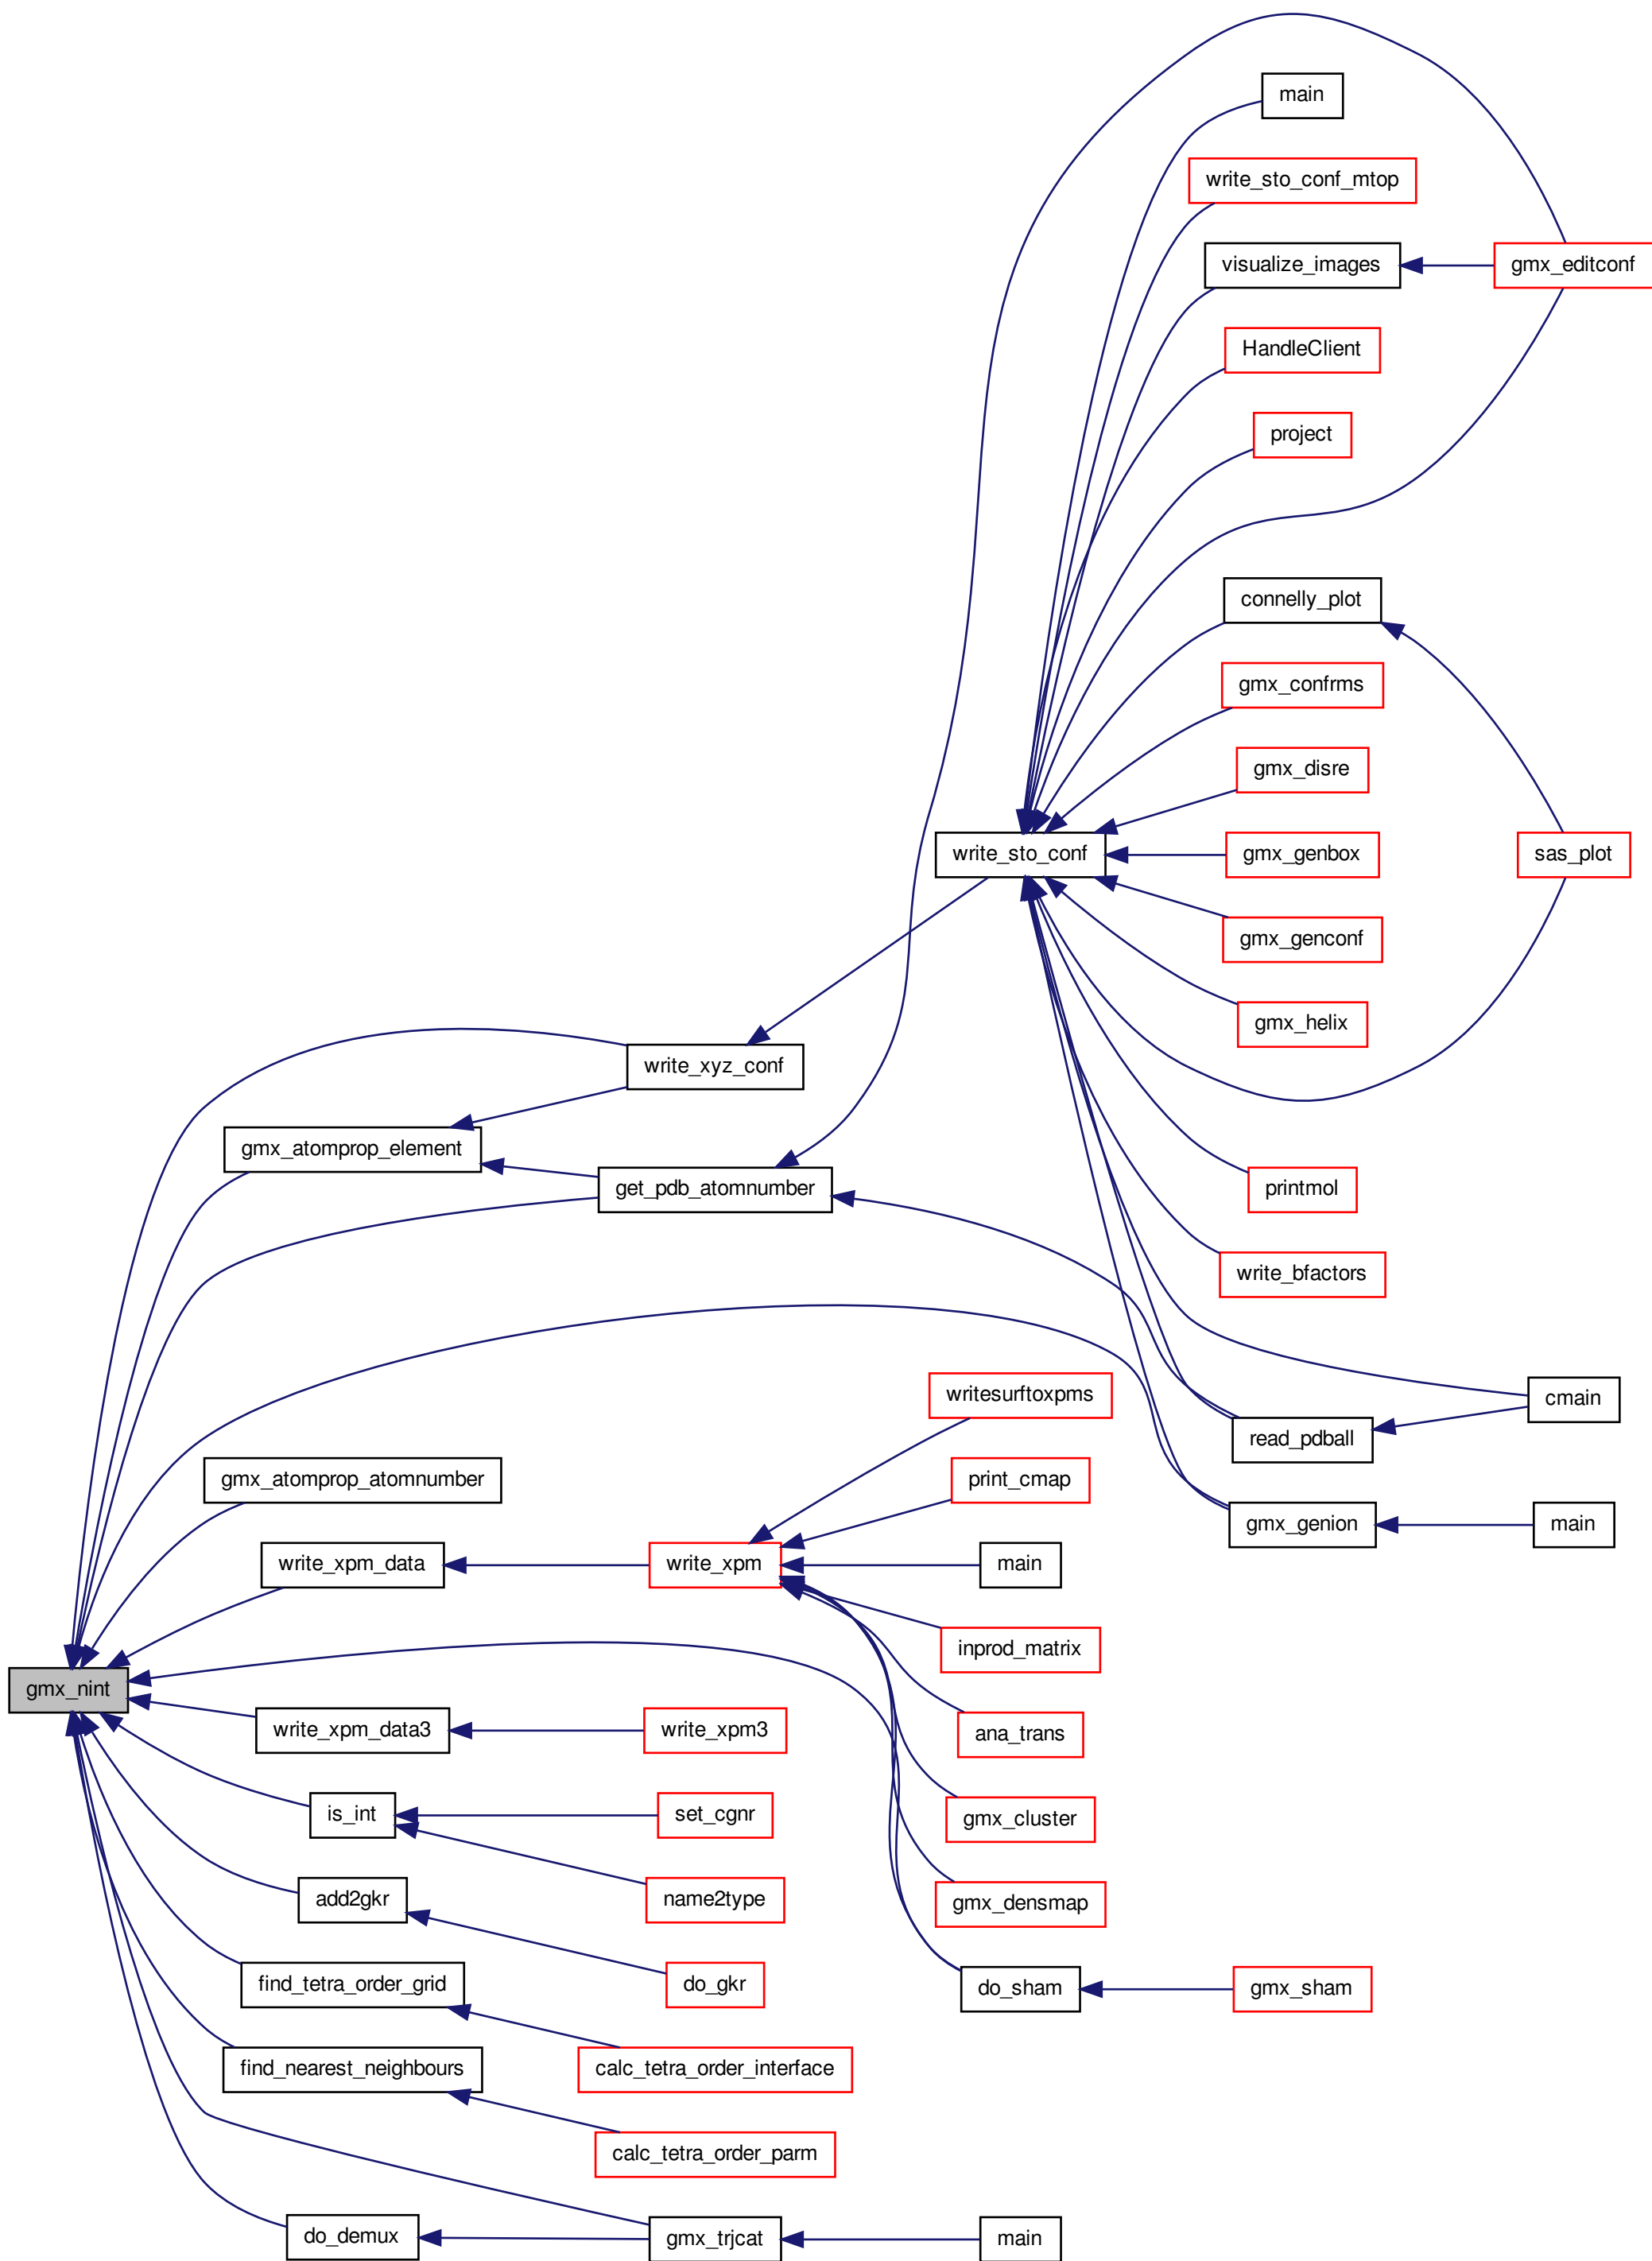 main
write_sto_conf_mtop
visualize_images
gmx_editconf
HandleClient
project
connelly_plot
gmx_confrms
gmx_disre
write_sto_conf
gmx_genbox
sas_plot
gmx_genconf
gmx_helix
write_xyz_conf
gmx_atomprop_element
get_pdb_atomnumber
printmol
write_bfactors
cmain
writesurftoxpms
read_pdball
gmx_atomprop_atomnumber
print_cmap
gmx_genion
main
write_xpm_data
write_xpm
main
inprod_matrix
gmx_nint
write_xpm_data3
write_xpm3
ana_trans
is_int
set_cgnr
gmx_cluster
add2gkr
name2type
gmx_densmap
find_tetra_order_grid
do_gkr
do_sham
gmx_sham
find_nearest_neighbours
calc_tetra_order_interface
calc_tetra_order_parm
do_demux
gmx_trjcat
main